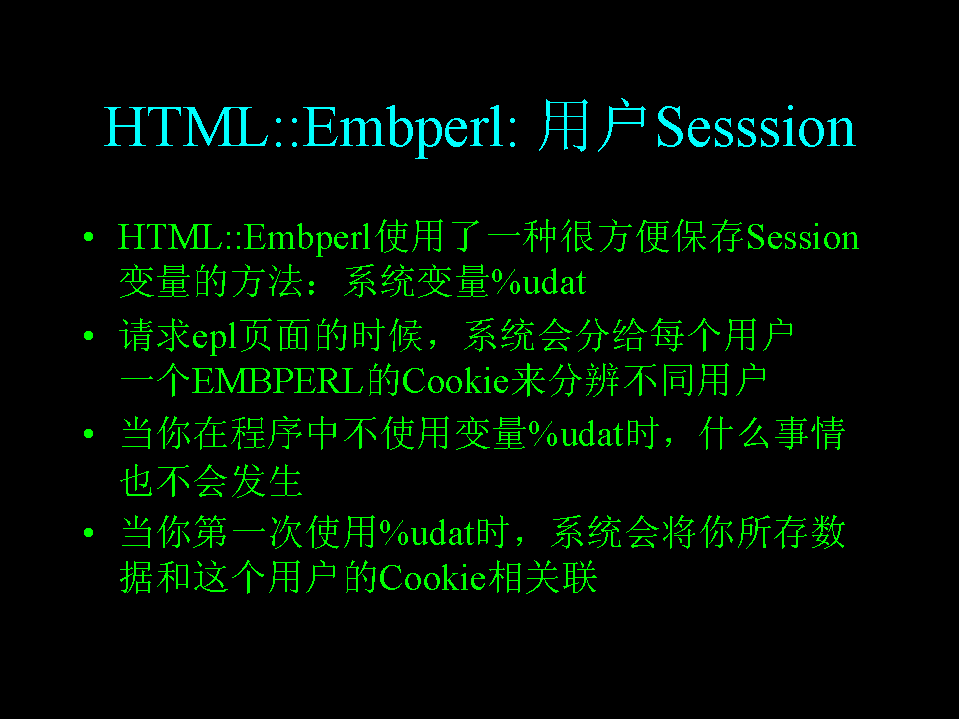 HTML::Embperl: 用户Sesssion
• HTML::Embperl使用了一种很方便保存Session
变量的方法：系统变量%udat
• 请求epl页面的时候，系统会分给每个用户
一个EMBPERL的Cookie来分辨不同用户
• 当你在程序中不使用变量%udat时，什么事情
也不会发生
• 当你第一次使用%udat时，系统会将你所存数
据和这个用户的Cookie相关联